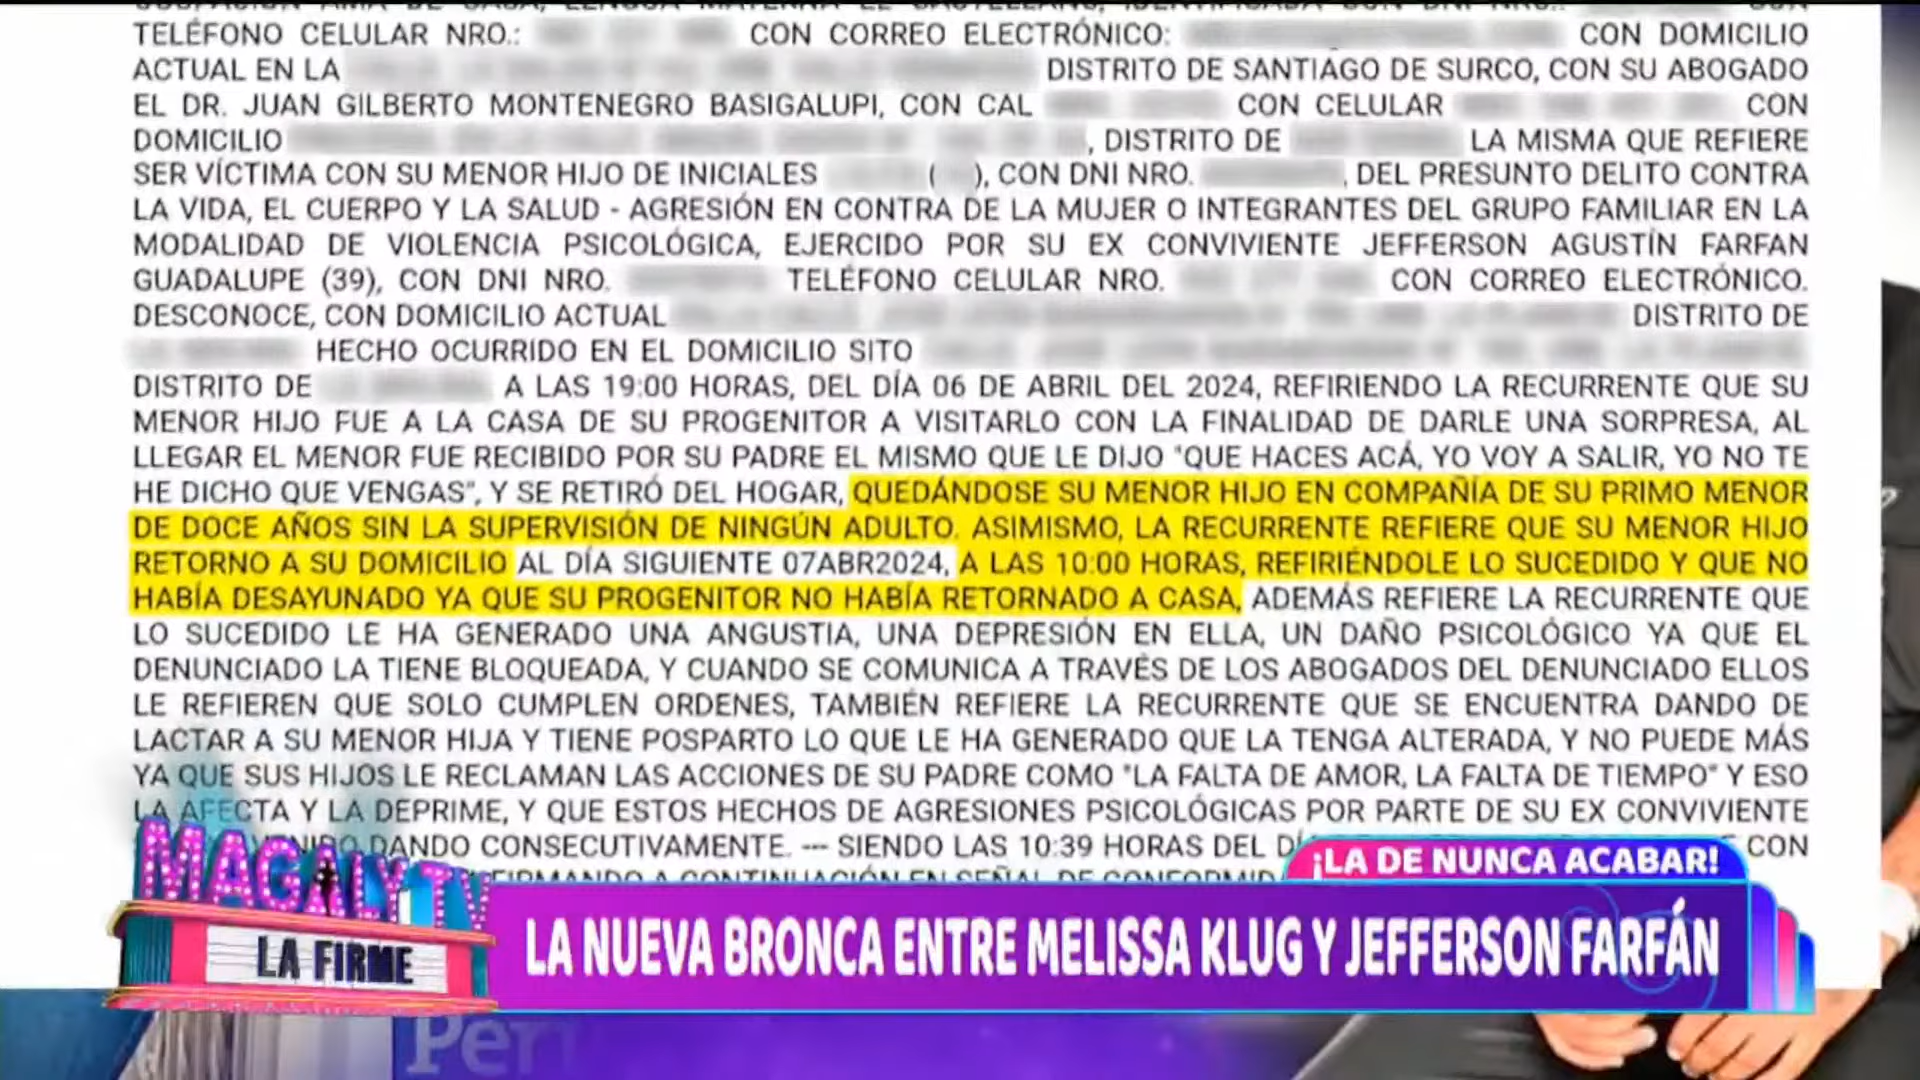 OCUPACIÓN AMA DE CASA, LENGUA MATERNA EL CASTELLANO, IDENTIFICADA CON DNI NRO.: CON
TELÉFONO CELULAR NRO.: CON CORREO ELECTRÓNICO: CON DOMICILIO
ACTUAL EN LA DISTRITO DE SANTIAGO DE SURCO, CON SU ABOGADO
EL DR. JUAN GILBERTO MONTENEGRO BASIGALUPI, CON CAL CON CELULAR CON
DOMICILIO , DISTRITO DE LA MISMA QUE REFIERE
SER VÍCTIMA CON SU MENOR HIJO DE INICIALES ( ), CON DNI NRO. , DEL PRESUNTO DELITO CONTRA
LA VIDA, EL CUERPO Y LA SALUD - AGRESIÓN EN CONTRA DE LA MUJER O INTEGRANTES DEL GRUPO FAMILIAR EN LA
MODALIDAD DE VIOLENCIA PSICOLÓGICA, EJERCIDO POR SU EX CONVIVIENTE JEFFERSON AGUSTÍN FARFAN
GUADALUPE (39), CON DNI NRO. TELÉFONO CELULAR NRO. CON CORREO ELECTRÓNICO.
DESCONOCE, CON DOMICILIO ACTUAL DISTRITO DE
HECHO OCURRIDO EN EL DOMICILIO SITO
DISTRITO DE A LAS 19:00 HORAS, DEL DÍA 06 DE ABRIL DEL 2024, REFIRIENDO LA RECURRENTE QUE SU
MENOR HIJO FUE A LA CASA DE SU PROGENITOR A VISITARLO CON LA FINALIDAD DE DARLE UNA SORPRESA, AL
LLEGAR EL MENOR FUE RECIBIDO POR SU PADRE EL MISMO QUE LE DIJO "QUE HACES ACÁ, YO VOY A SALIR, YO NO TE
HE DICHO QUE VENGAS", Y SE RETIRÓ DEL HOGAR, QUEDÁNDOSE SU MENOR HIJO EN COMPAÑÍA DE SU PRIMO MENOR
DE DOCE AÑOS SIN LA SUPERVISIÓN DE NINGÚN ADULTO. ASIMISMO, LA RECURRENTE REFIERE QUE SU MENOR HIJO
RETORNO A SU DOMICILIO AL DÍA SIGUIENTE 07ABR2024, A LAS 10:00 HORAS, REFIRIÉNDOLE LO SUCEDIDO Y QUE NO
HABÍA DESAYUNADO YA QUE SU PROGENITOR NO HABÍA RETORNADO A CASA, ADEMÁS REFIERE LA RECURRENTE QUE
LO SUCEDIDO LE HA GENERADO UNA ANGUSTIA, UNA DEPRESIÓN EN ELLA, UN DAÑO PSICOLÓGICO YA QUE EL
DENUNCIADO LA TIENE BLOQUEADA, Y CUANDO SE COMUNICA A TRAVÉS DE LOS ABOGADOS DEL DENUNCIADO ELLOS
LE REFIEREN QUE SOLO CUMPLEN ORDENES, TAMBIÉN REFIERE LA RECURRENTE QUE SE ENCUENTRA DANDO DE
LACTAR A SU MENOR HIJA Y TIENE POSPARTO LO QUE LE HA GENERADO QUE LA TENGA ALTERADA, Y NO PUEDE MÁS
YA QUE SUS HIJOS LE RECLAMAN LAS ACCIONES DE SU PADRE COMO "LA FALTA DE AMOR, LA FALTA DE TIEMPO" Y ESO
LA AFECTA Y LA DEPRIME, Y QUE ESTOS HECHOS DE AGRESIONES PSICOLÓGICAS POR PARTE DE SU EX CONVIVIENTE
DANDO CONSECUTIVAMENTE. --- SIENDO LAS 10:39 HORAS DEL CON
A CONTINUACIÓN EN SEÑAL DE
¡LA DE NUNCA ACABAR!
MAGALY TV
LA FIRME
LA NUEVA BRONCA ENTRE MELISSA KLUG Y JEFFERSON FARFÁN